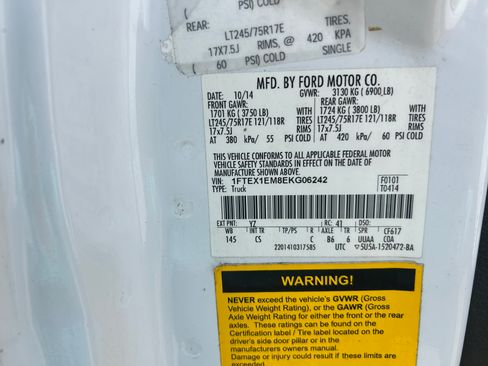 PSI) COLD
REAR: LT245/75R17E TIRES,
17X7.5J RIMS, @ 420 KPA
( 60 PSI) COLD SINGLE
MFD. BY FORD MOTOR CO.
10/14 GVWR: 3130 KG ( 6900 LB)
FRONT GAWR: REAR GAWR:
1701 KG ( 3750 LB) WITH 1724 KG ( 3800 LB) WITH
LT245/75R17E 121/118R TIRES LT245/75R17E 121/118R TIRES
17x7.5J RIMS 17x7.5J RIMS
AT 380 kPa/ 55 PSI COLD AT 420 kPa/ 60 PSI COLD
THIS VEHICLE CONFORMS TO ALL APPLICABLE FEDERAL MOTOR
VEHICLE SAFETY STANDARDS IN EFFECT ON THE DATE OF
MANUFACTURE SHOWN ABOVE.
VIN: 1FTEX1EM8EKG06242 F0101
TYPE: Truck T0414
EXT PNT: YZ RC: 41 DSO:
WB INT TR TP/PS R AXLE TR SPR CF617
145 CS C B6 6 UUAA CDA
220141031758S UTC 5U5A-1520472-BA
WARNING!
NEVER exceed the vehicle's GVWR (Gross
Vehicle Weight Rating) or the GAWR (Gross
Axle Weight Rating) for either the front or the rear
axles. These ratings can be found on the
Certification label / Tire label located on the
driver's side door pillar or in the
manufacturers owners manual.
Damage or injury could result if these limits are
exceeded.